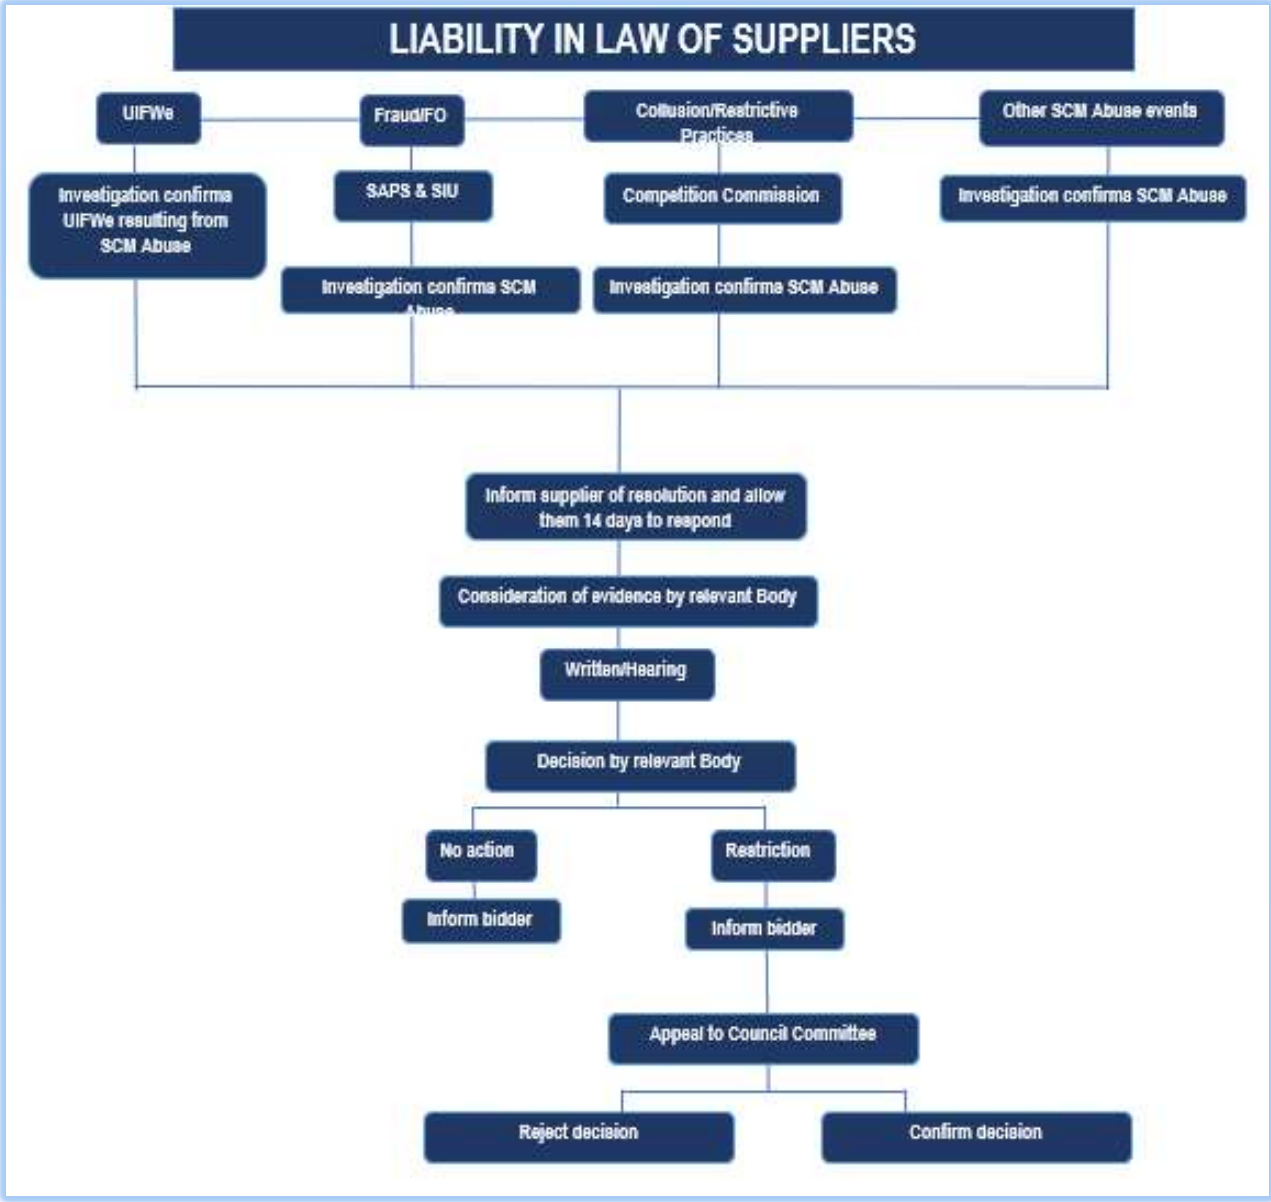 LIABILITY IN LAW OF SUPPLIERS
UIFWe
Fraud/FO
Collusion/Restrictive
Practices
Other SCM Abuse events
Investigation confirms
UIFWe resulting from
SCM Abuse
SAPS & SIU
Competition Commission
Investigation confirms SCM Abuse
Investigation confirms SCM
Abuse
Investigation confirms SCM Abuse
Inform supplier of resolution and allow
them 14 days to respond
Consideration of evidence by relevant Body
Written/Hearing
Decision by relevant Body
No action
Restriction
Inform bidder
Inform bidder
Appeal to Council Committee
Reject decision
Confirm decision